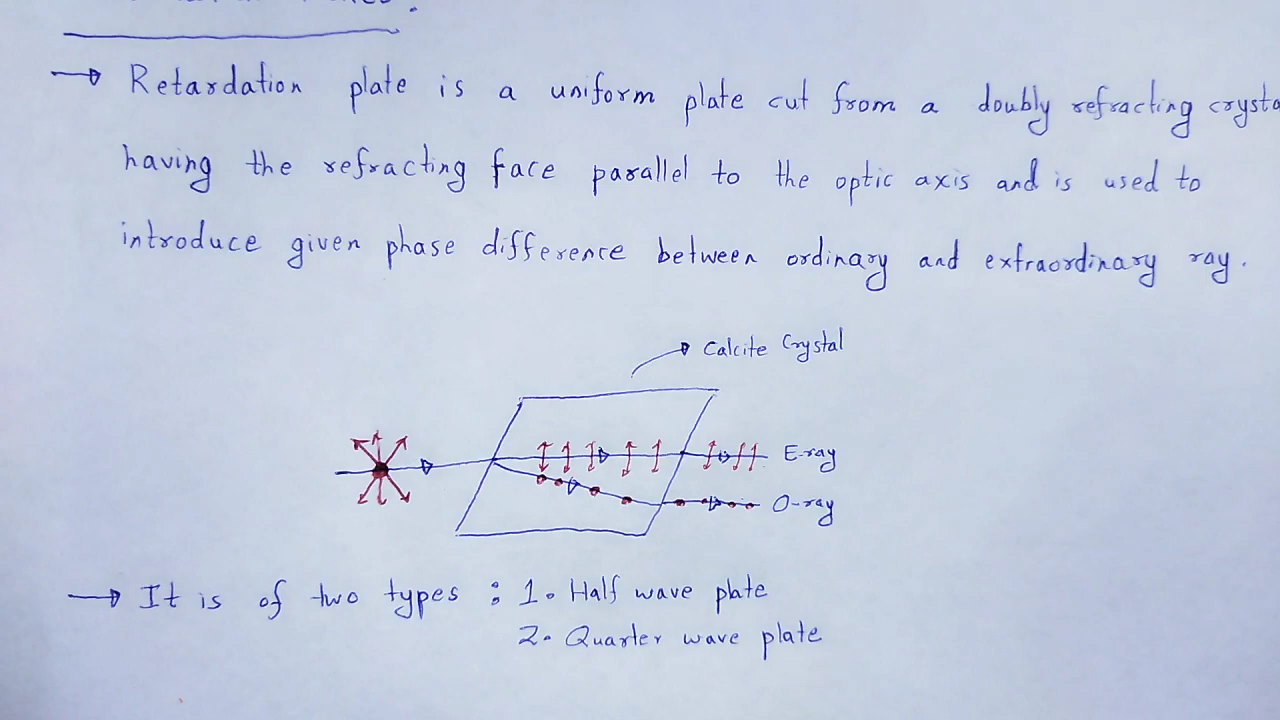 → Retardation plate is a uniform plate cut from a doubly refracting crysta
having the refracting face parallel to the optic axis and is used to
introduce given phase difference between ordinary and extraordinary ray.
Calcite Crystal
E-ray
O-ray
→ It is of two types : 1. Half wave plate
2. Quarter wave plate